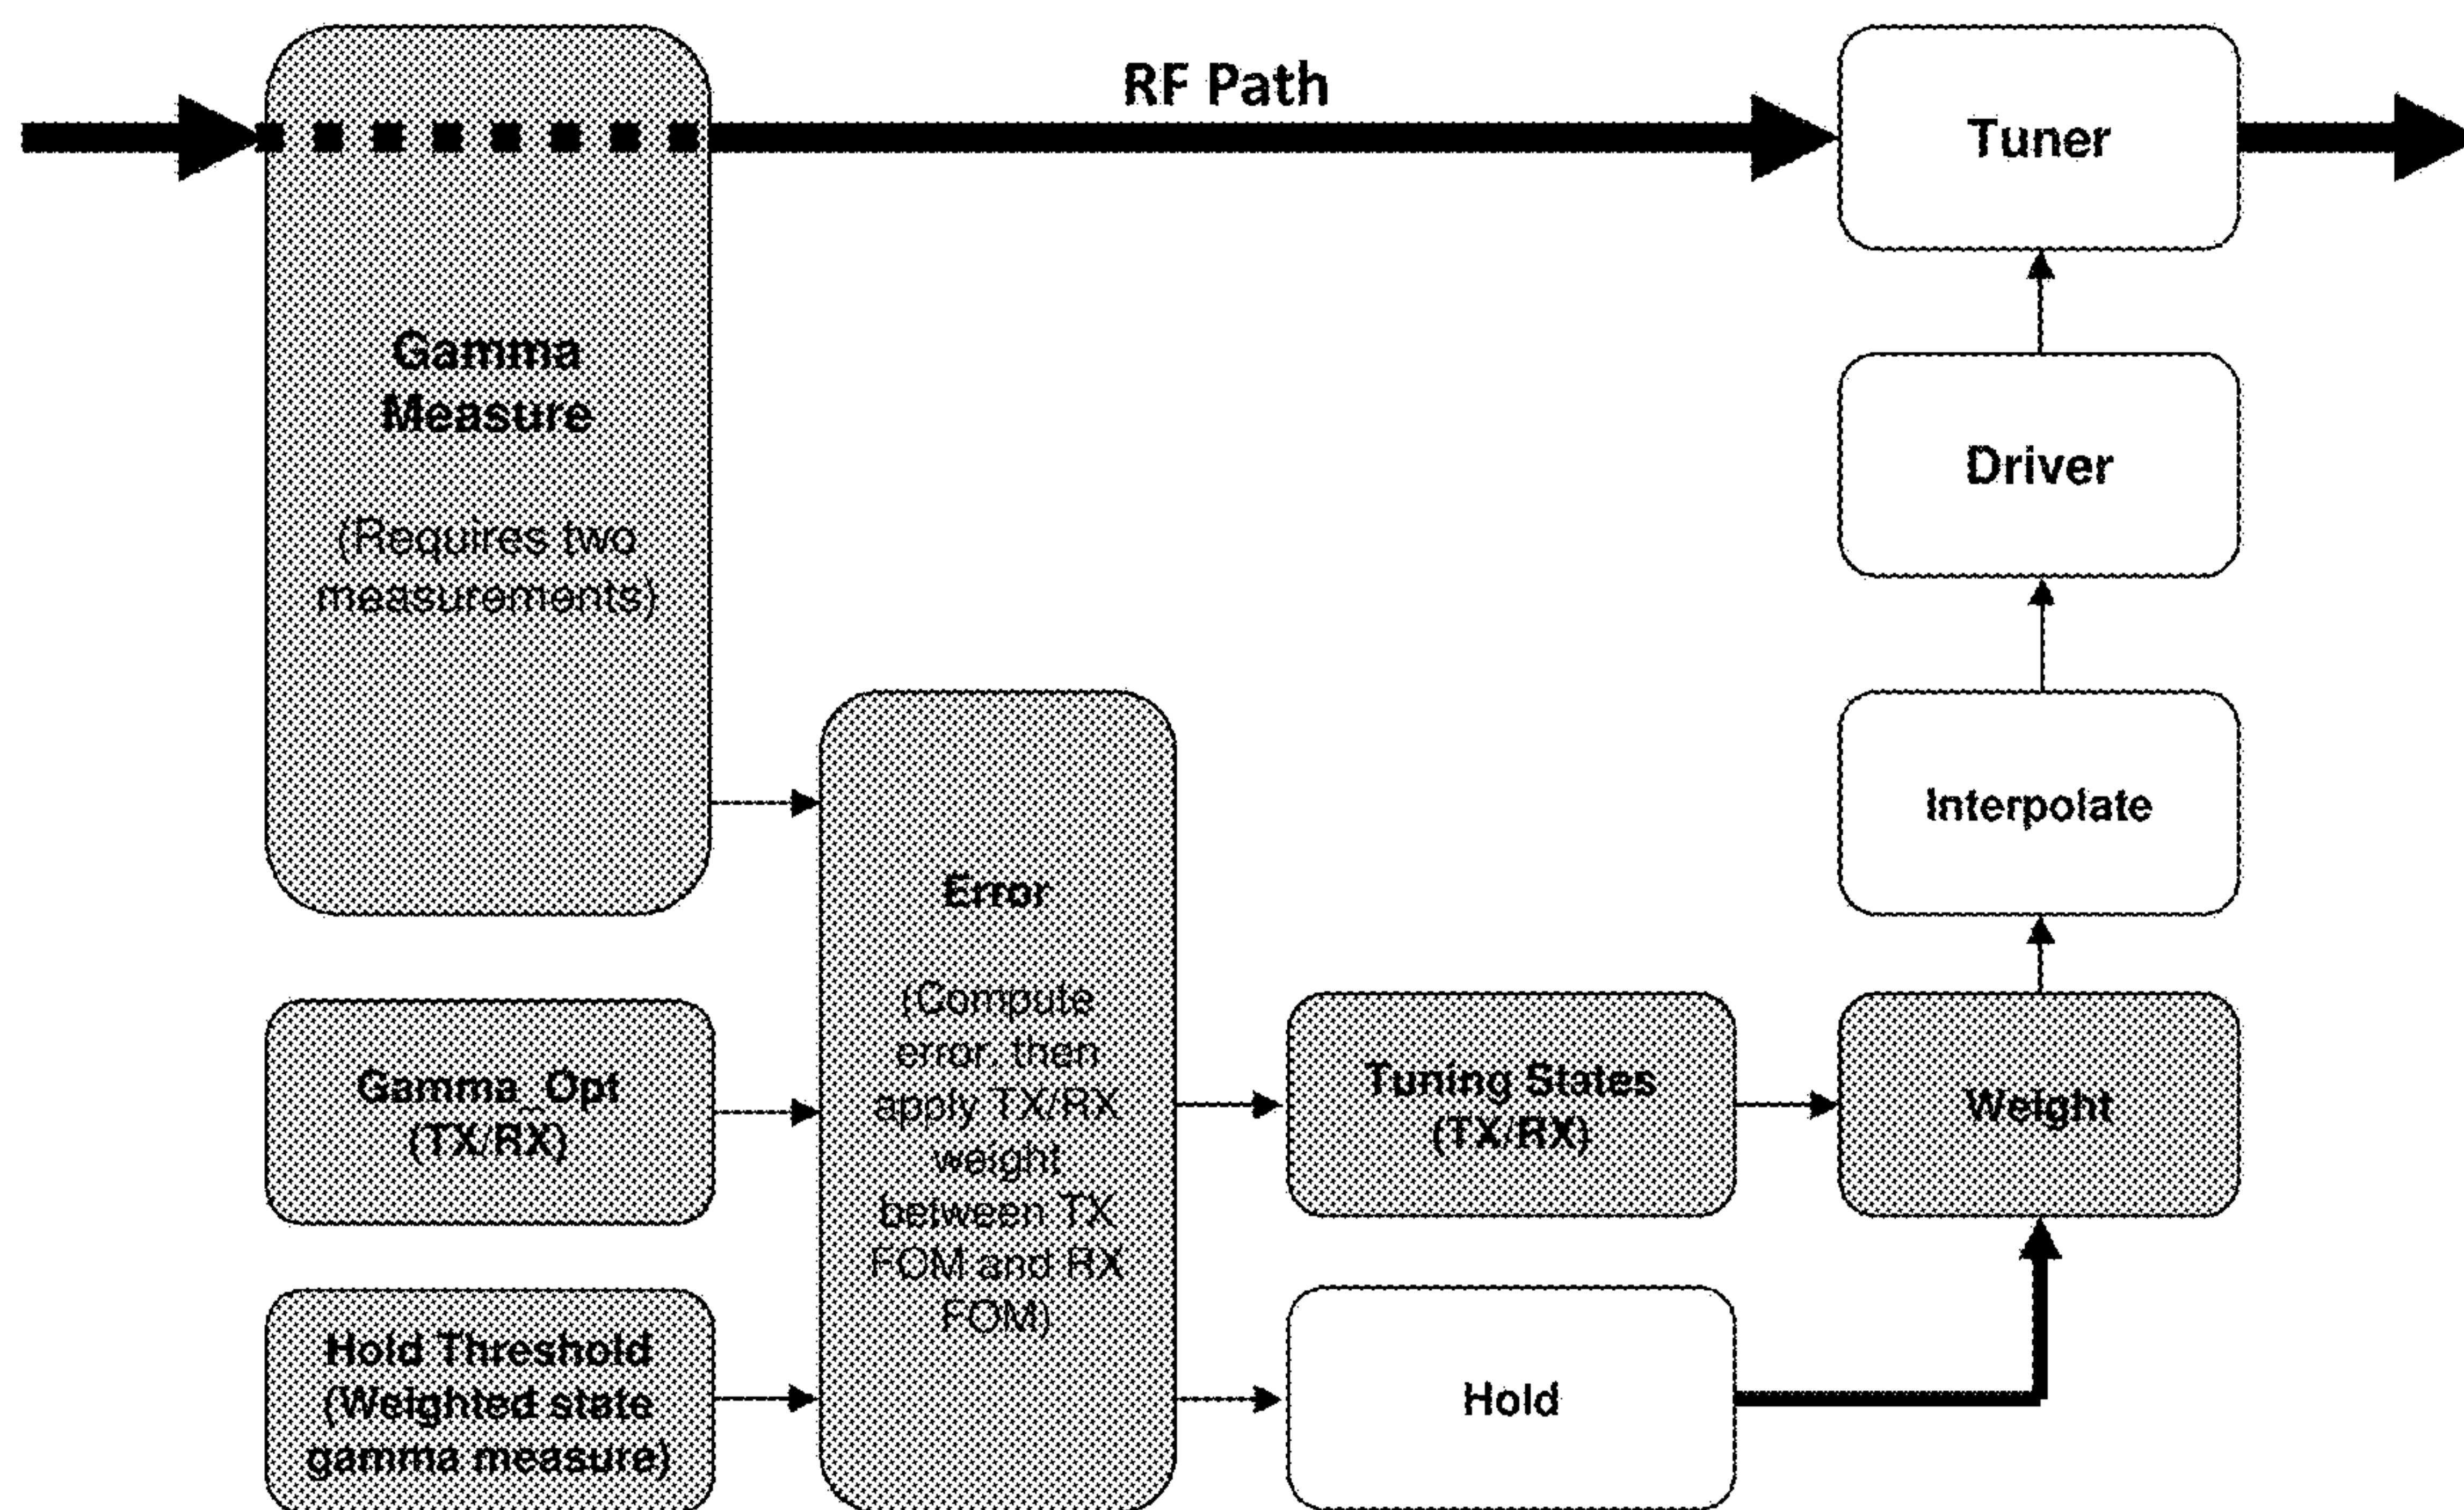 RF Path
Tuner
Gamma
Measure
(Requires two
measurements)
Driver
Interpolate
Error
(Compute
error, then
apply TX/RX
weight
between TX
FOM and RX
FOM)
Gamma_Opt
(TX/RX)
Tuning States
(TX/RX)
Weight
Hold Threshold
(Weighted state
gamma measure)
Hold